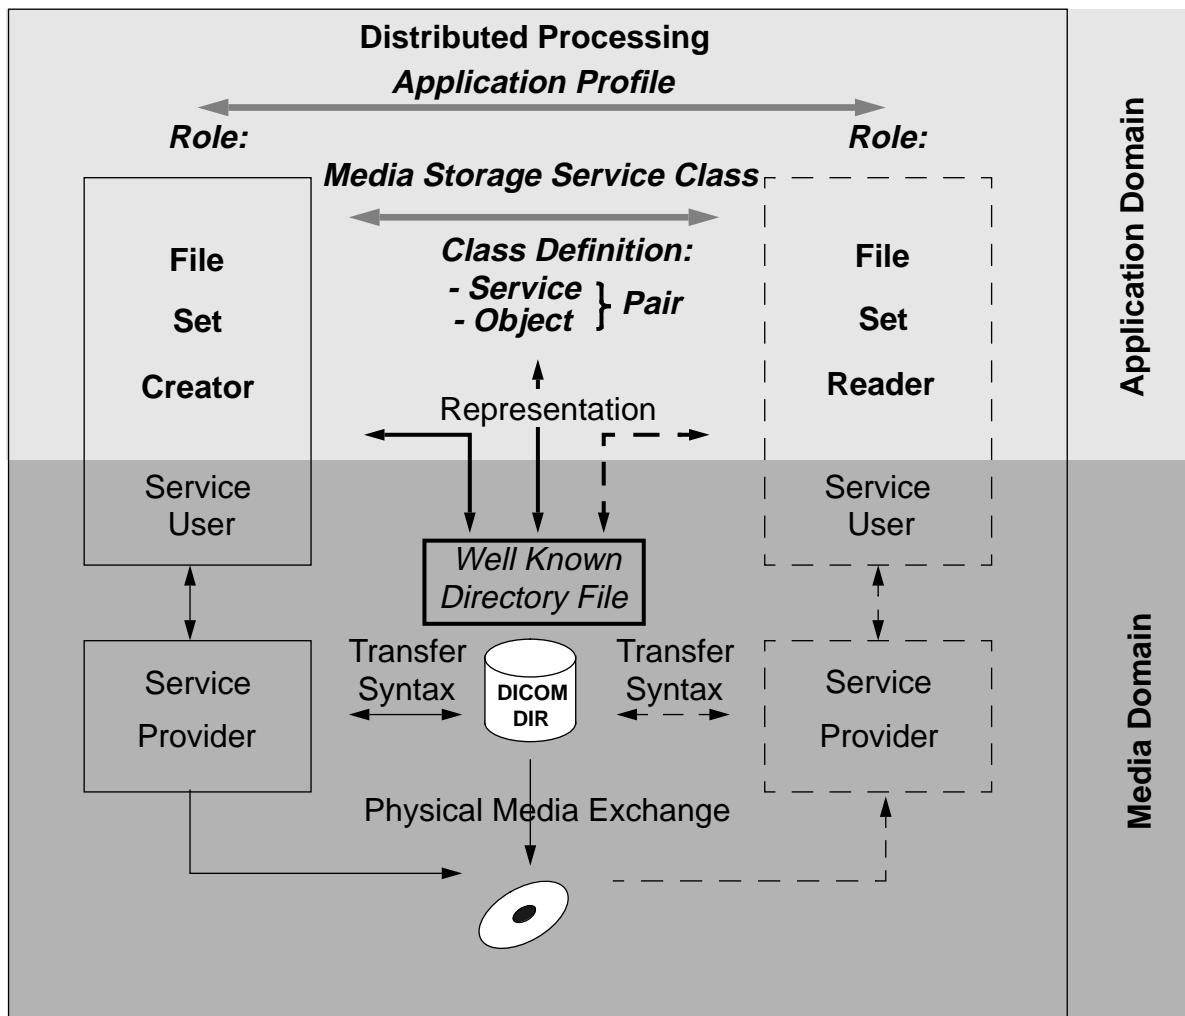 Distributed Processing
Application Profile
Role:
Role:
Media Storage Service Class
Class Definition:
- Service
- Object
} Pair
File
Set
Creator
File
Set
Reader
Representation
Service
User
Service
User
Well Known
Directory File
Service
Provider
Transfer
Syntax
DICOM
DIR
Transfer
Syntax
Service
Provider
Physical Media Exchange
Application Domain
Media Domain